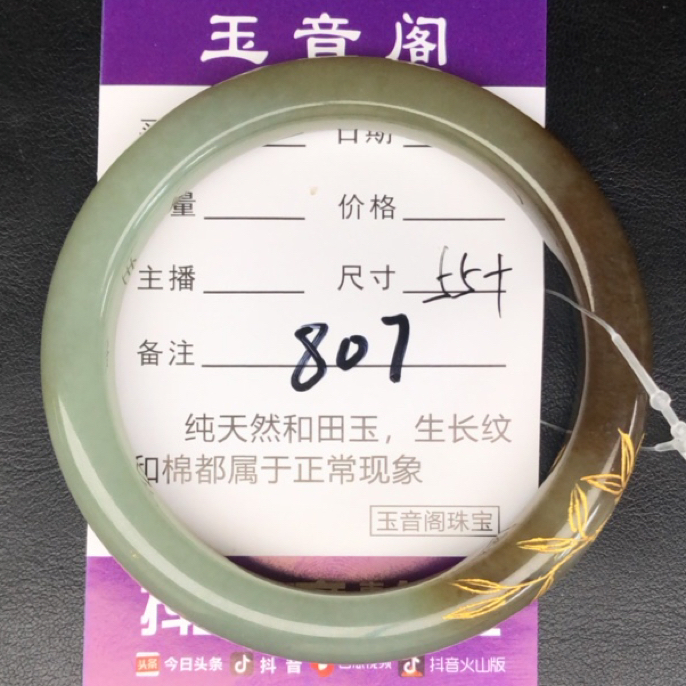 玉音阁
日期
量 价格
主播 尺寸 55+
备注 807
纯天然和田玉，生长纹
和棉都属于正常现象
玉音阁珠宝
头条 今日头条 抖音 抖音火山版